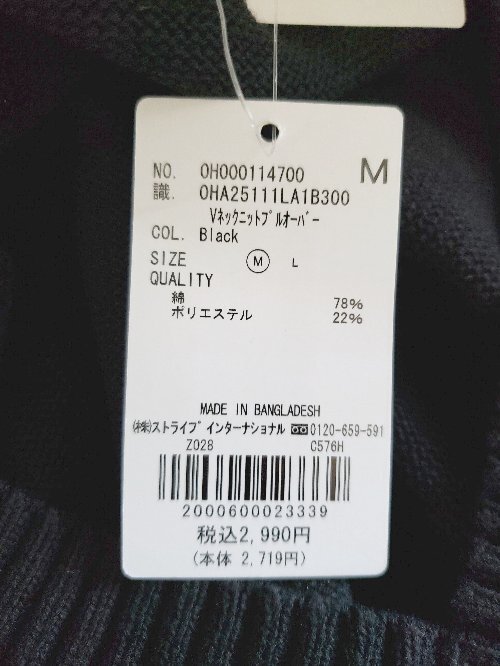 NO. OHO00114700 M
識. OHA25111LA1B300
Vネックニットプルオーバー
COL. Black
SIZE M L
QUALITY
綿 78%
ポリエステル 22%
MADE IN BANGLADESH
㈱ストライプインターナショナル 0120-659-591
Z028 C576H
2000600023339
税込2,990円
(本体 2,719円)